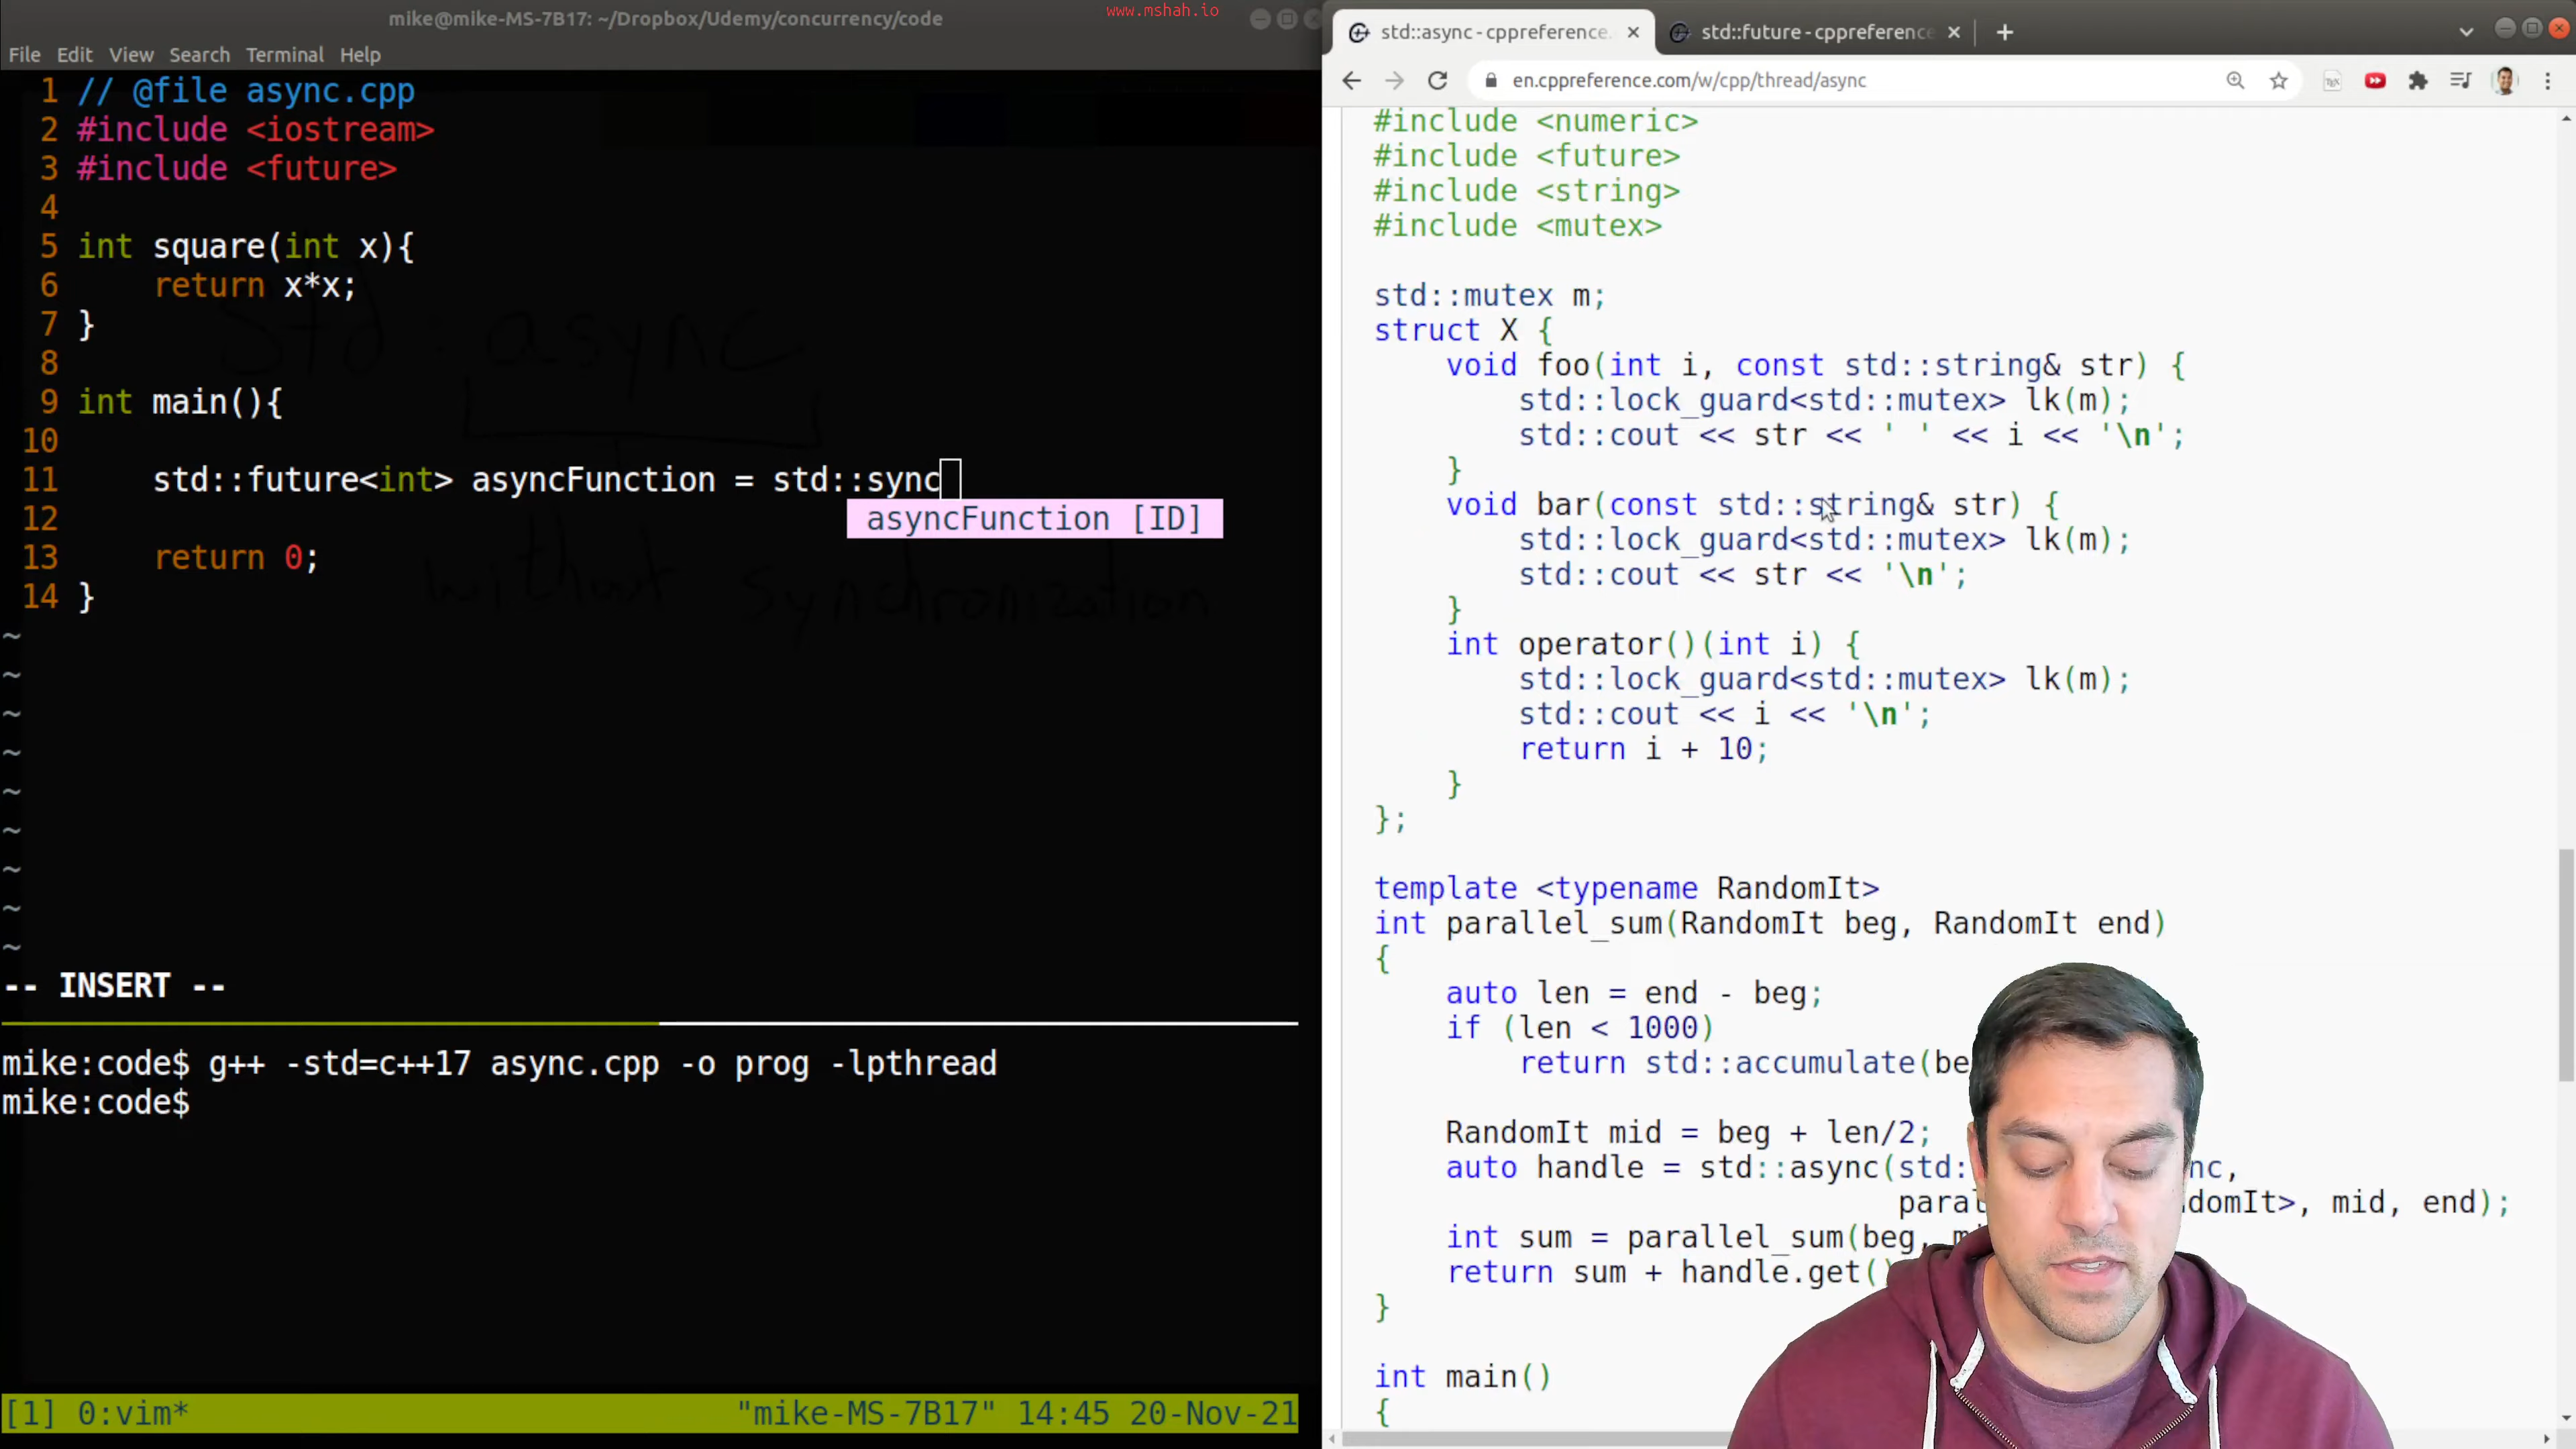 mike@mike-MS-7B17: ~/Dropbox/Udemy/concurrency/code
www.mshah.io
File Edit View Search Terminal Help
1 // @file async.cpp
2 #include <iostream>
3 #include <future>
4
5 int square(int x){
6 return x*x;
7 }
8
9 int main(){
10
11 std::future<int> asyncFunction = std::sync
asyncFunction [ID]
12
13 return 0;
14 }
~
~
~
~
~
~
~
~
~
-- INSERT --
mike:code$ g++ -std=c++17 async.cpp -o prog -lpthread
mike:code$
[1] 0:vim* "mike-MS-7B17" 14:45 20-Nov-21
std: async
without synchronization
std::async - cppreference.
std::future - cppreference
en.cppreference.com/w/cpp/thread/async
#include <numeric>
#include <future>
#include <string>
#include <mutex>
std::mutex m;
struct X {
void foo(int i, const std::string& str) {
std::lock_guard<std::mutex> lk(m);
std::cout << str << ' ' << i << '\n';
}
void bar(const std::string& str) {
std::lock_guard<std::mutex> lk(m);
std::cout << str << '\n';
}
int operator()(int i) {
std::lock_guard<std::mutex> lk(m);
std::cout << i << '\n';
return i + 10;
}
};
template <typename RandomIt>
int parallel_sum(RandomIt beg, RandomIt end)
{
auto len = end - beg;
if (len < 1000)
return std::accumulate(be
RandomIt mid = beg + len/2;
auto handle = std::async(std: nc,
paral domIt>, mid, end);
int sum = parallel_sum(beg, m
return sum + handle.get()
}
int main()
{